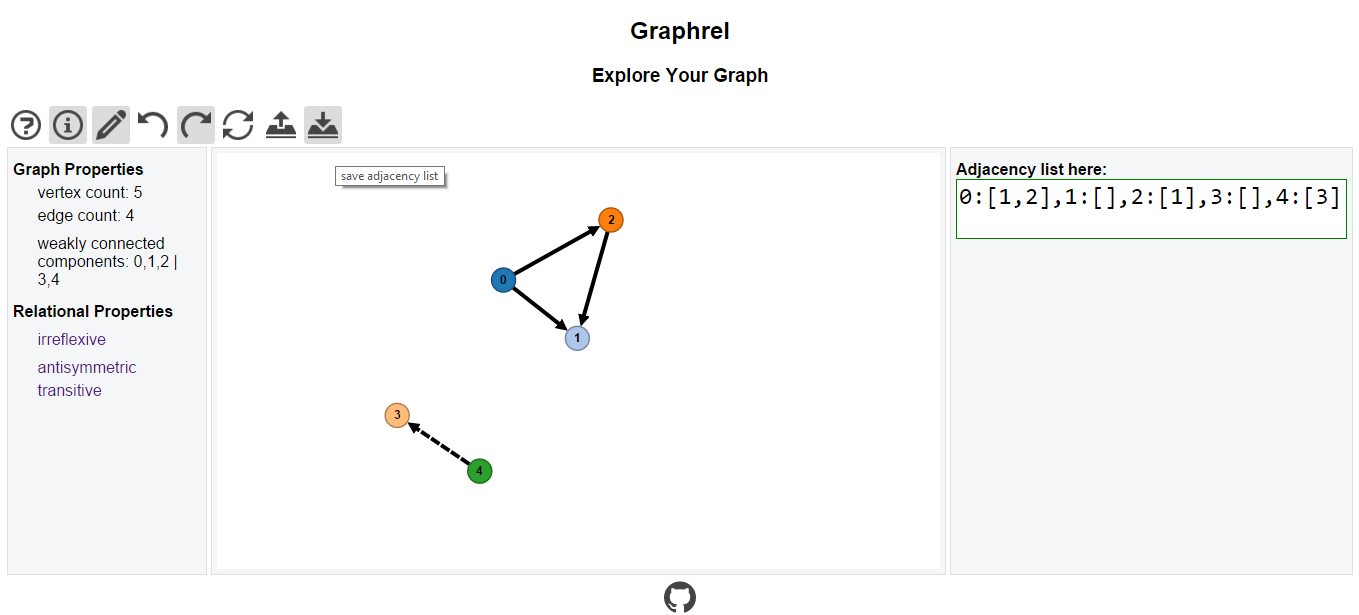 Graphrel
Explore Your Graph
Graph Properties
vertex count: 5
edge count: 4
weakly connected
components: 0,1,2 |
3,4
Relational Properties
irreflexive
antisymmetric
transitive
save adjacency list
2
0
1
3
4
Adjacency list here:
0:[1,2],1:[],2:[1],3:[],4:[3]